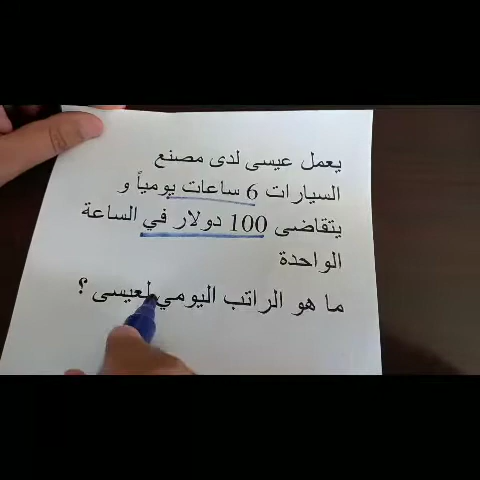 يعمل عيسى لدى مصنع
السيارات 6 ساعات يومياً و
يتقاضى 100 دولار في الساعة
الواحدة
ما هو الراتب اليومي لعيسى ؟